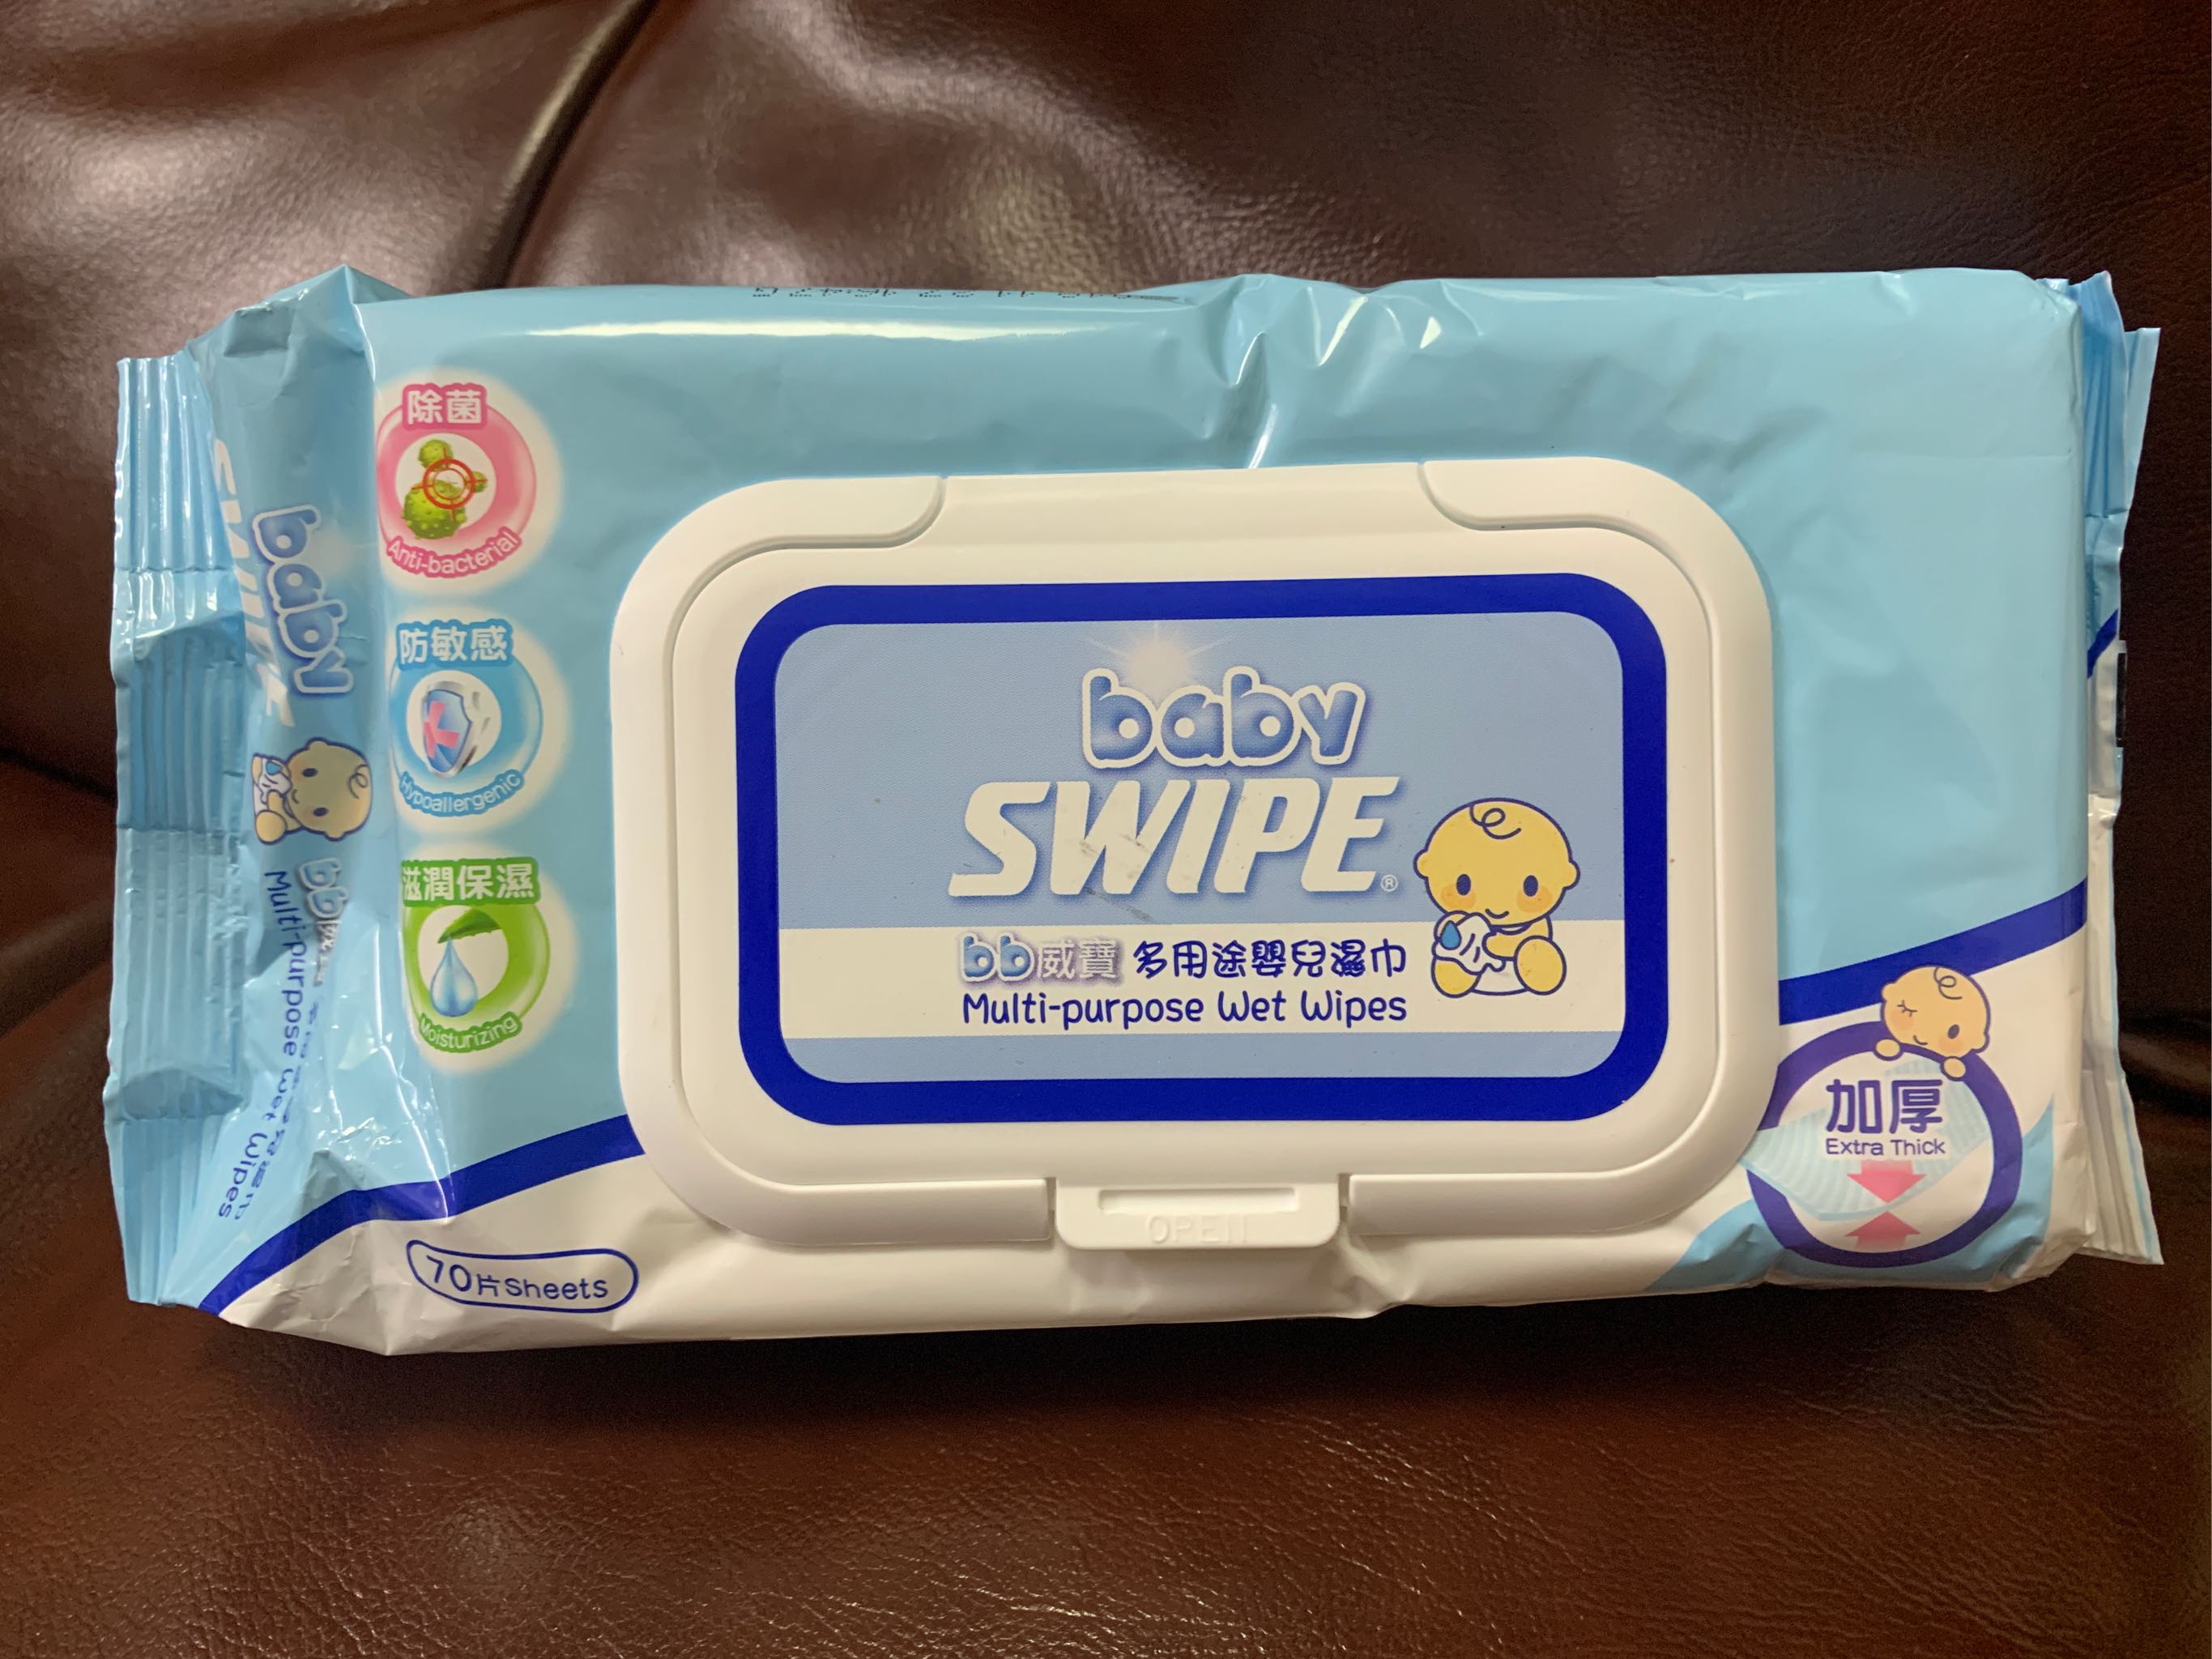 除菌
Anti-bacterial
防敏感
Hypoallergenic
滋潤保濕
Moisturizing
baby
SWIPE®
bb威寶 多用途嬰兒濕巾
Multi-purpose Wet Wipes
OPEN
加厚
Extra Thick
70片Sheets
baby
SWIPE
bb
Multi-purpose Wet Wipes